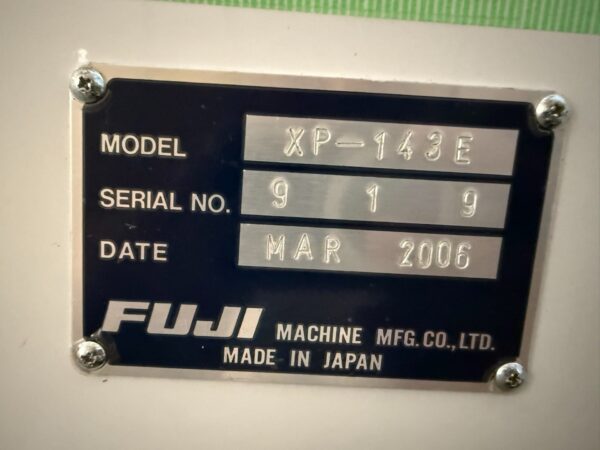 MODEL XP-143E
SERIAL NO. 9 1 9
DATE MAR 2006
FUJI MACHINE MFG. CO., LTD.
MADE IN JAPAN